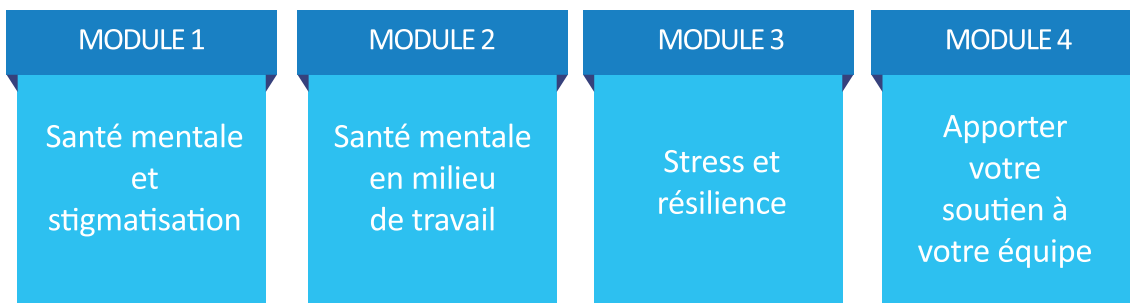 MODULE 1
Santé mentale
et
stigmatisation
MODULE 2
Santé mentale
en milieu
de travail
MODULE 3
Stress et
résilience
MODULE 4
Apporter
votre
soutien à
votre équipe